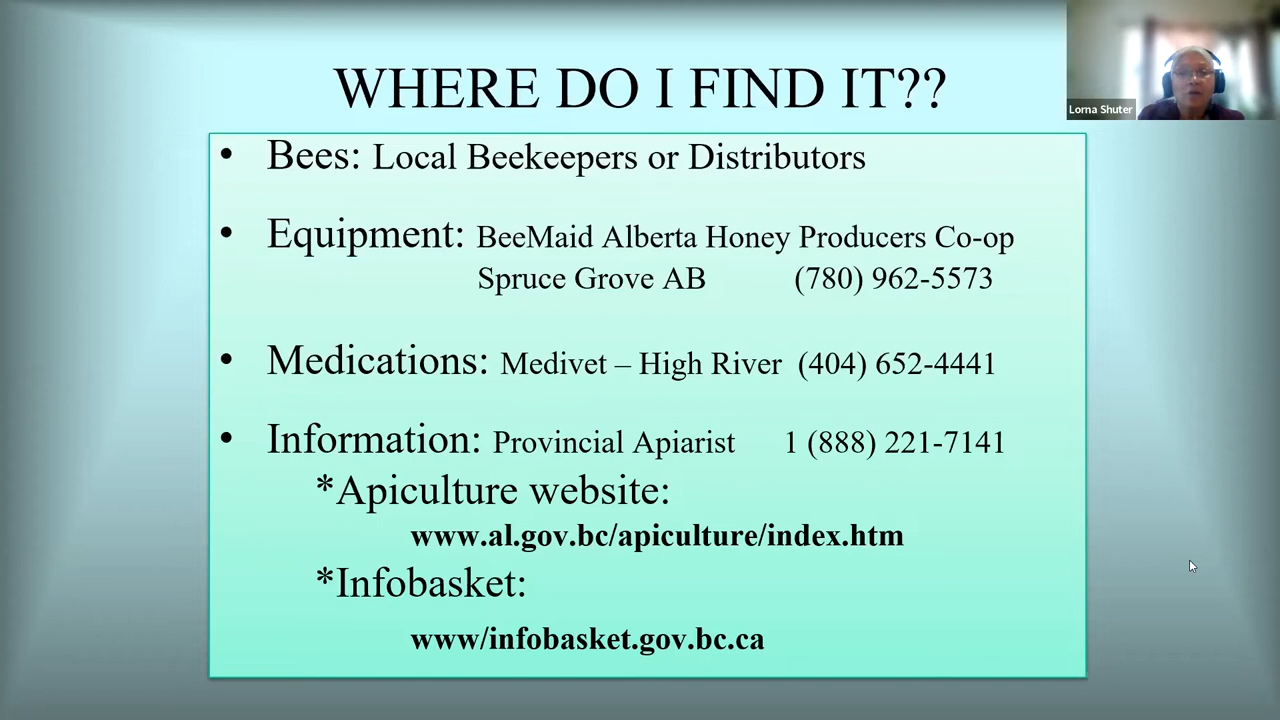 WHERE DO I FIND IT??
Lorna Shuter
• Bees: Local Beekeepers or Distributors
• Equipment: BeeMaid Alberta Honey Producers Co-op
Spruce Grove AB (780) 962-5573
• Medications: Medivet – High River (404) 652-4441
• Information: Provincial Apiarist 1 (888) 221-7141
*Apiculture website:
www.al.gov.bc/apiculture/index.htm
*Infobasket:
www/infobasket.gov.bc.ca